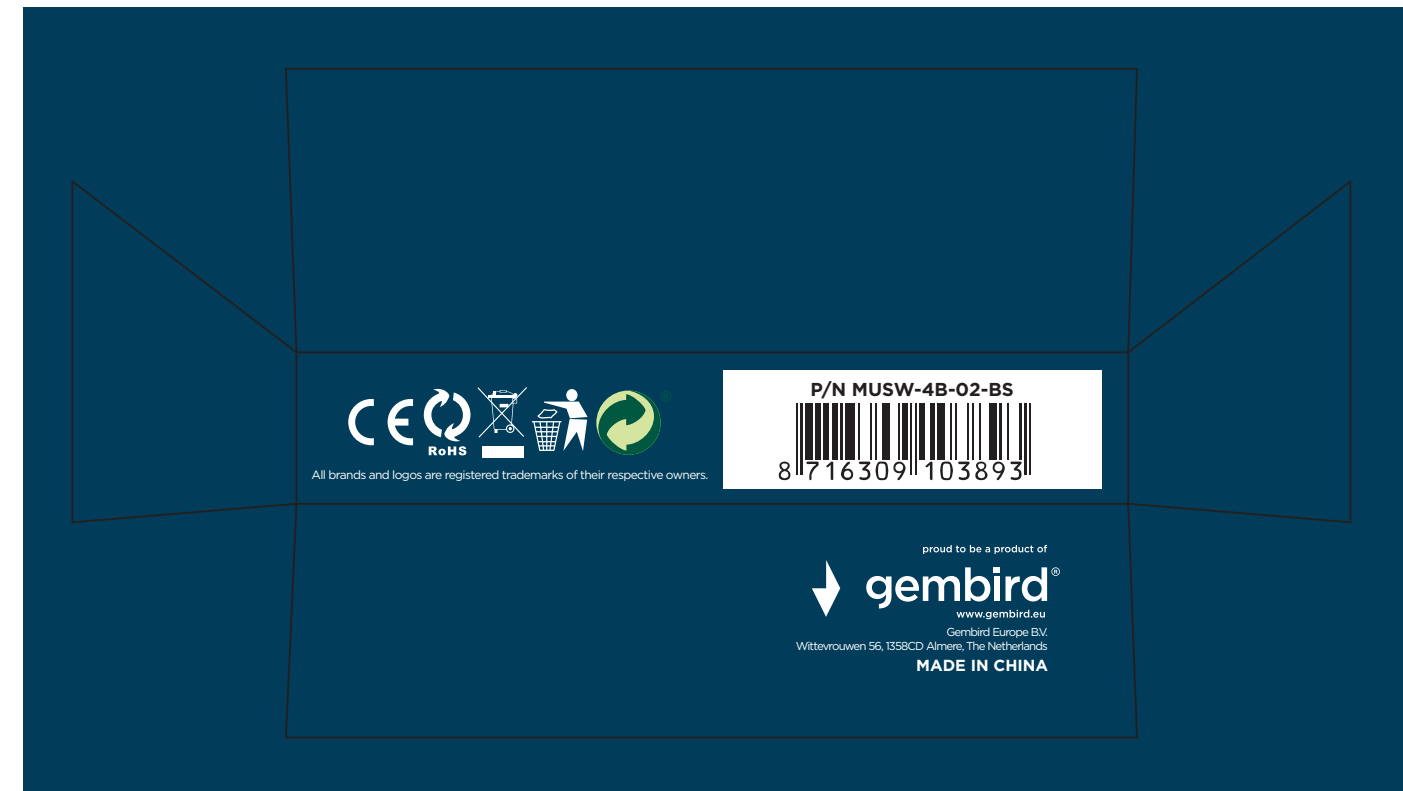 P/N MUSW-4B-02-BS
8 716309 103893
CE
RoHS
®
All brands and logos are registered trademarks of their respective owners.
proud to be a product of
gembird®
www.gembird.eu
Gembird Europe B.V.
Wittevrouwen 56, 1358CD Almere, The Netherlands
MADE IN CHINA